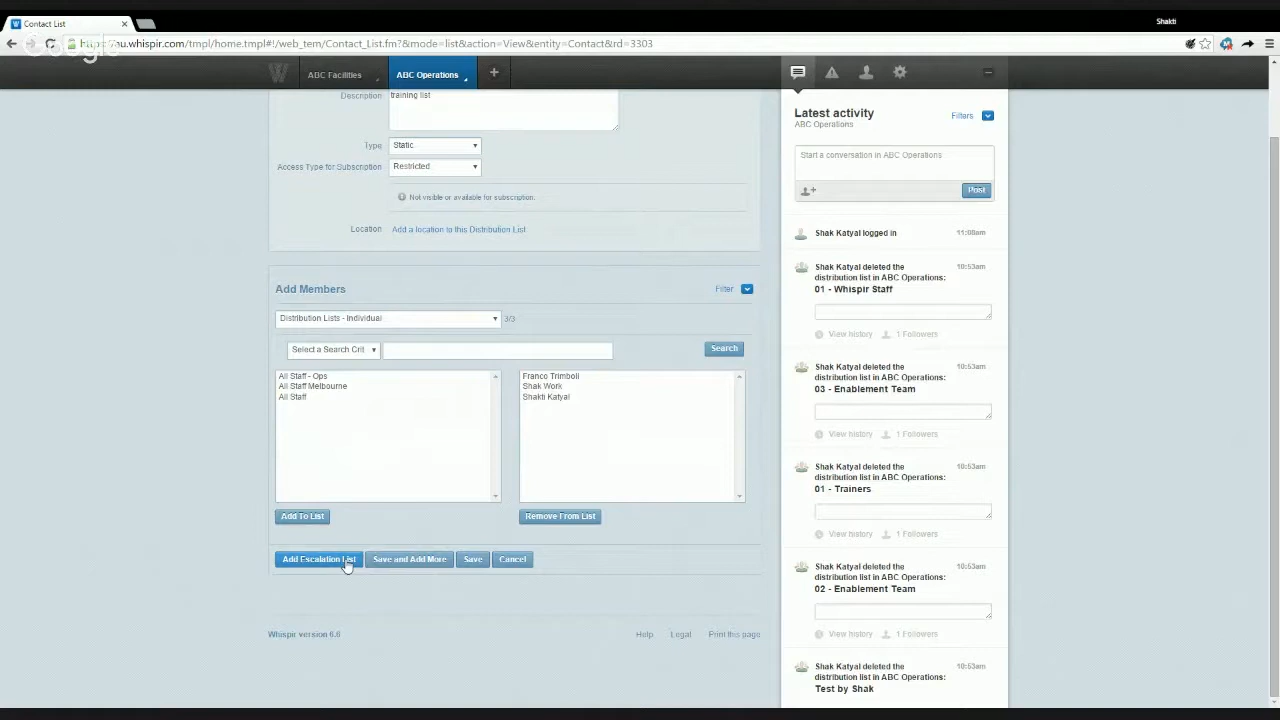 Contact List
Shakti
https://au.whispir.com/tmpl/home.tmpl#!/web_tem/Contact_List.fm?&mode=list&action=View&entity=Contact&rd=3303
Google
ABC Facilities
ABC Operations
+
Description
training list
Type
Static
Access Type for Subscription
Restricted
Not visible or available for subscription.
Location
Add a location to this Distribution List
Add Members
Filter
Distribution Lists - Individual
3/3
Select a Search Crit
Search
All Staff - Ops
All Staff Melbourne
All Staff
Franco Trimboli
Shak Work
Shakti Katyal
Add To List
Remove From List
Add Escalation List
Save and Add More
Save
Cancel
Whispir version 6.6
Help
Legal
Print this page
Latest activity
ABC Operations
Filters
Start a conversation in ABC Operations
Post
Shak Katyal logged in
11:08am
Shak Katyal deleted the
10:53am
distribution list in ABC Operations:
01 - Whispir Staff
View history
1 Followers
Shak Katyal deleted the
10:53am
distribution list in ABC Operations:
03 - Enablement Team
View history
1 Followers
Shak Katyal deleted the
10:53am
distribution list in ABC Operations:
01 - Trainers
View history
1 Followers
Shak Katyal deleted the
10:53am
distribution list in ABC Operations:
02 - Enablement Team
View history
1 Followers
Shak Katyal deleted the
10:53am
distribution list in ABC Operations:
Test by Shak